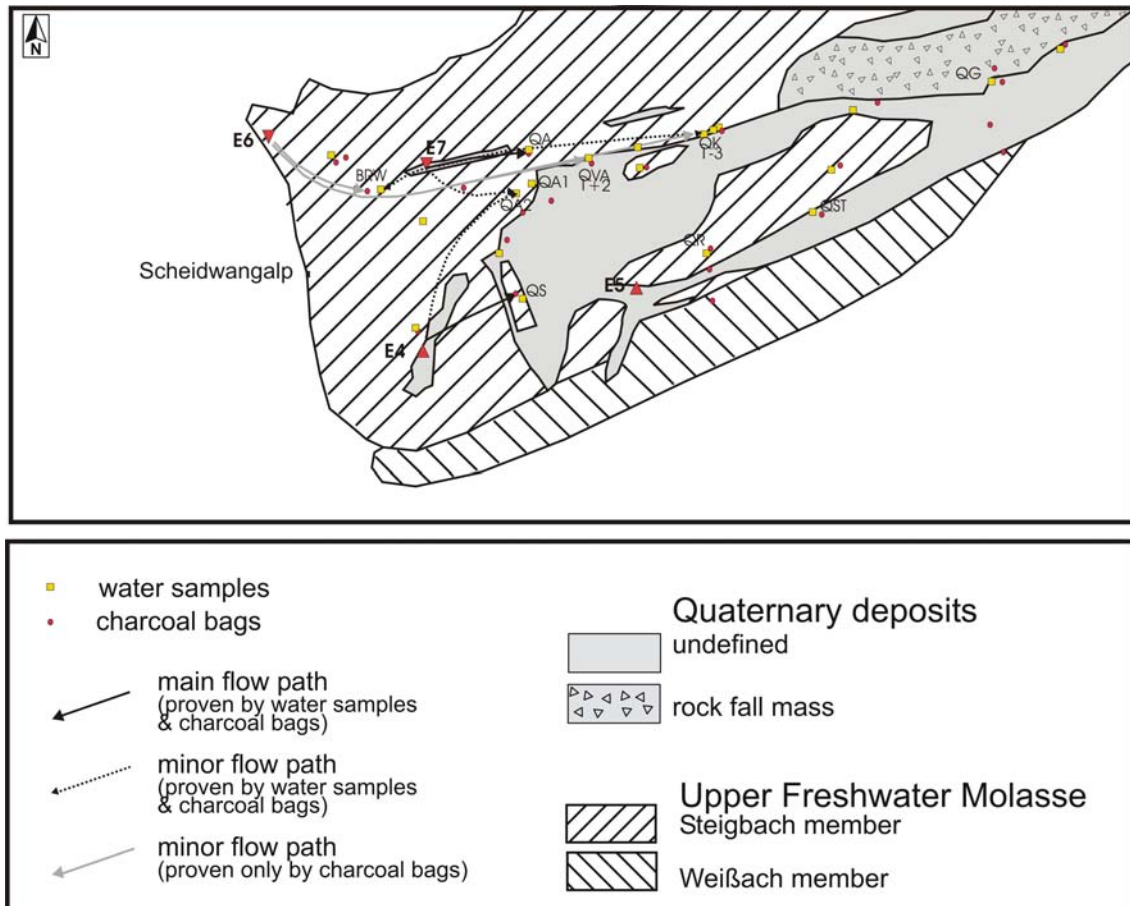 N
E6
E7
QA
QK
1-3
QG
BDW
QVA
1+2
QA1
QA2
QST
Scheidwangalp
QR
E5
QS
E4
water samples
charcoal bags
main flow path
(proven by water samples
& charcoal bags)
minor flow path
(proven by water samples
& charcoal bags)
minor flow path
(proven only by charcoal bags)
Quaternary deposits
undefined
rock fall mass
Upper Freshwater Molasse
Steigbach member
Weißach member